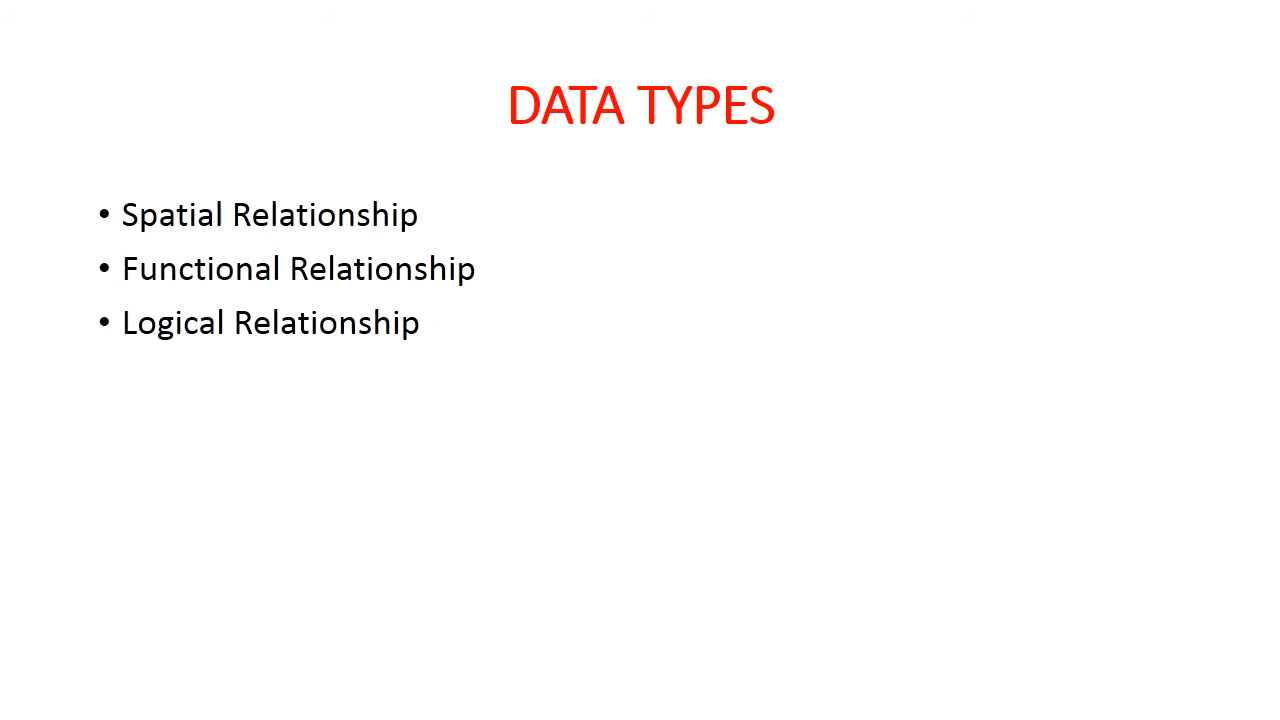 DATA TYPES
• Spatial Relationship
• Functional Relationship
• Logical Relationship